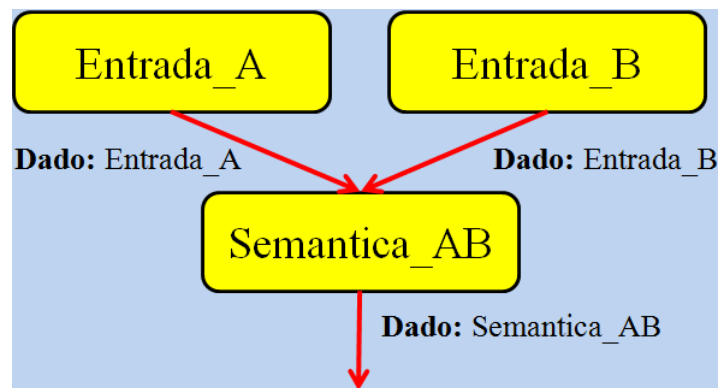 Entrada_A
Entrada_B
Dado: Entrada_A
Dado: Entrada_B
Semantica_AB
Dado: Semantica_AB